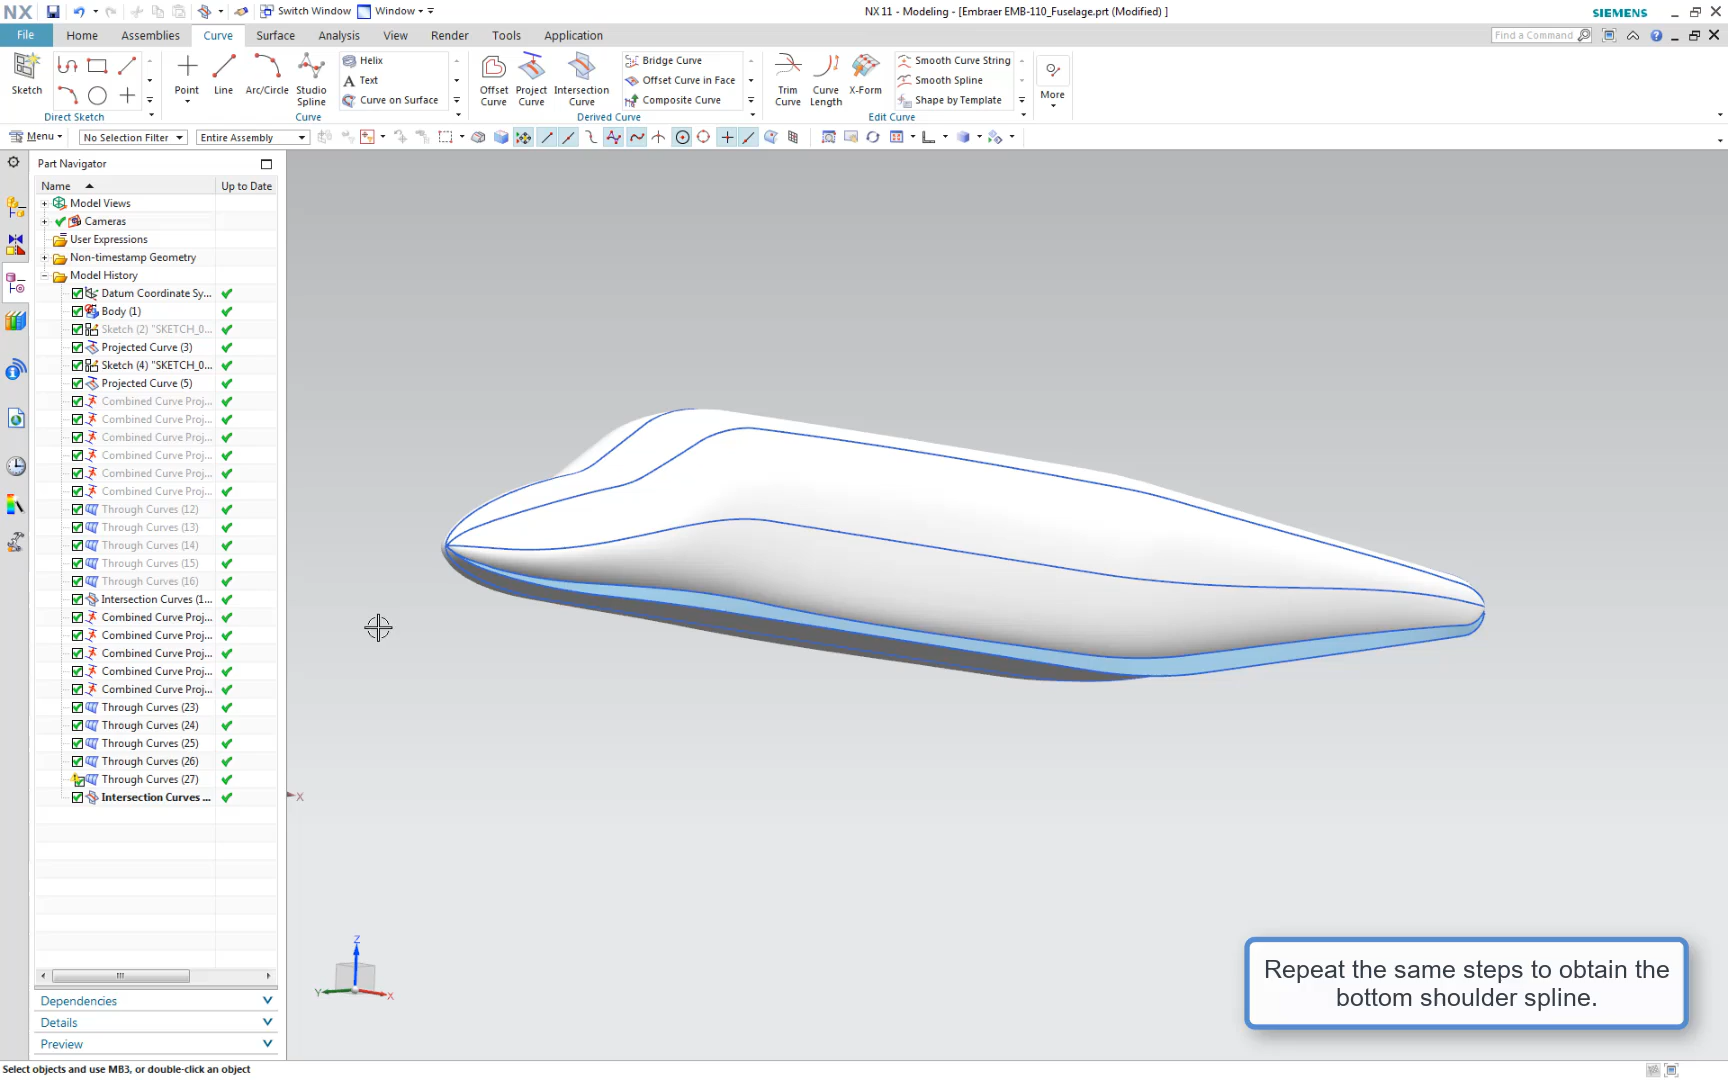 NX
Switch Window
Window
NX 11 - Modeling - [Embraer EMB-110_Fuselage.prt (Modified) ]
SIEMENS
File
Home
Assemblies
Curve
Surface
Analysis
View
Render
Tools
Application
Find a Command
Sketch
Direct Sketch
Point
Line
Arc/Circle
Studio Spline
Helix
Text
Curve on Surface
Curve
Offset Curve
Project Curve
Intersection Curve
Bridge Curve
Offset Curve in Face
Composite Curve
Derived Curve
Trim Curve
Curve Length
X-Form
Smooth Curve String
Smooth Spline
Shape by Template
Edit Curve
More
Menu
No Selection Filter
Entire Assembly
Part Navigator
Name
Up to Date
Model Views
Cameras
User Expressions
Non-timestamp Geometry
Model History
Datum Coordinate Sy...
Body (1)
Sketch (2) "SKETCH_0...
Projected Curve (3)
Sketch (4) "SKETCH_0...
Projected Curve (5)
Combined Curve Proj...
Combined Curve Proj...
Combined Curve Proj...
Combined Curve Proj...
Combined Curve Proj...
Combined Curve Proj...
Through Curves (12)
Through Curves (13)
Through Curves (14)
Through Curves (15)
Through Curves (16)
Intersection Curves (1...
Combined Curve Proj...
Combined Curve Proj...
Combined Curve Proj...
Combined Curve Proj...
Combined Curve Proj...
Through Curves (23)
Through Curves (24)
Through Curves (25)
Through Curves (26)
Through Curves (27)
Intersection Curves ...
X
Z
Y
X
Dependencies
Details
Preview
Repeat the same steps to obtain the
bottom shoulder spline.
Select objects and use MB3, or double-click an object